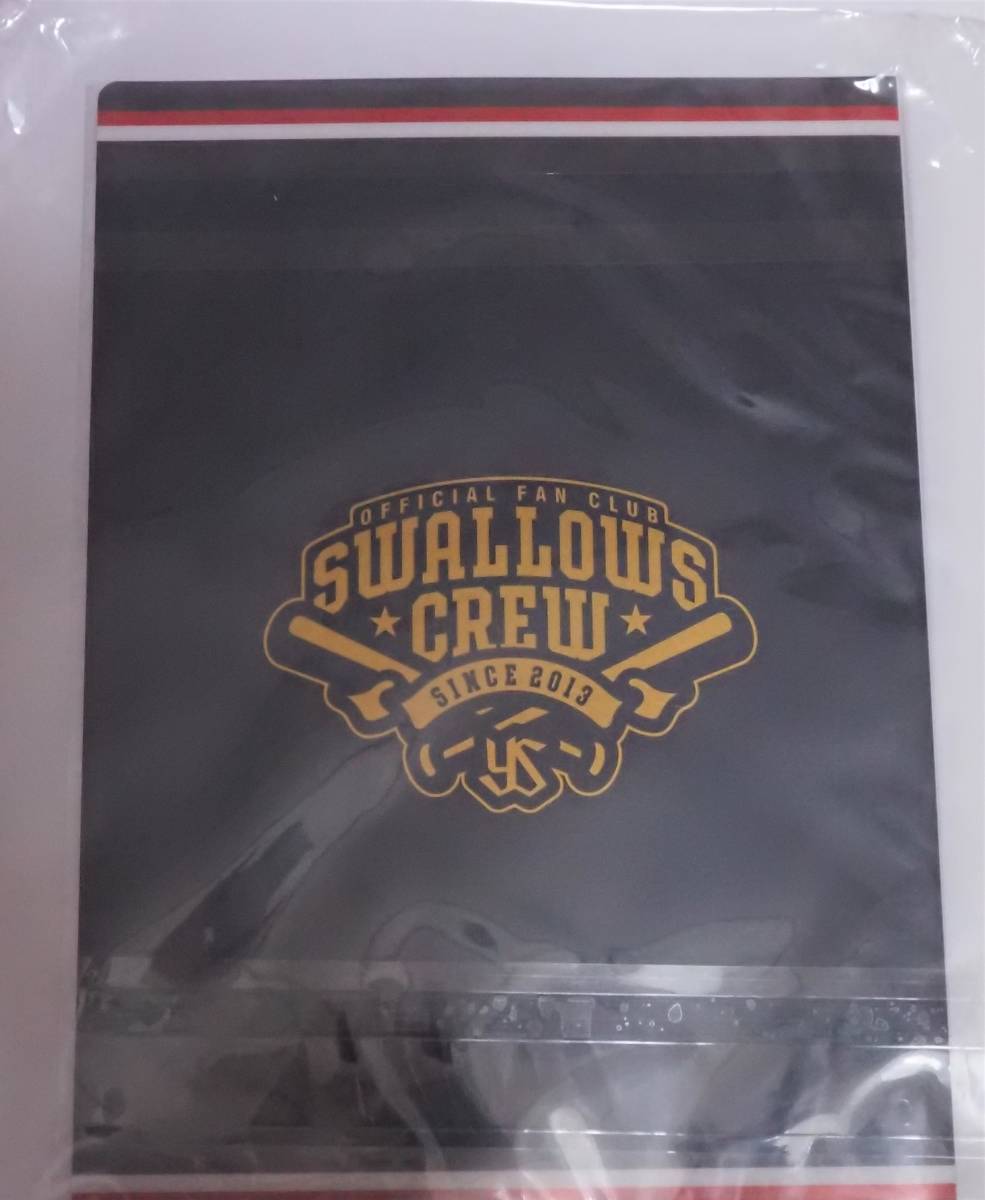 OFFICIAL FAN CLUB
SWALLOWS
CREW
SINCE 2013
YS